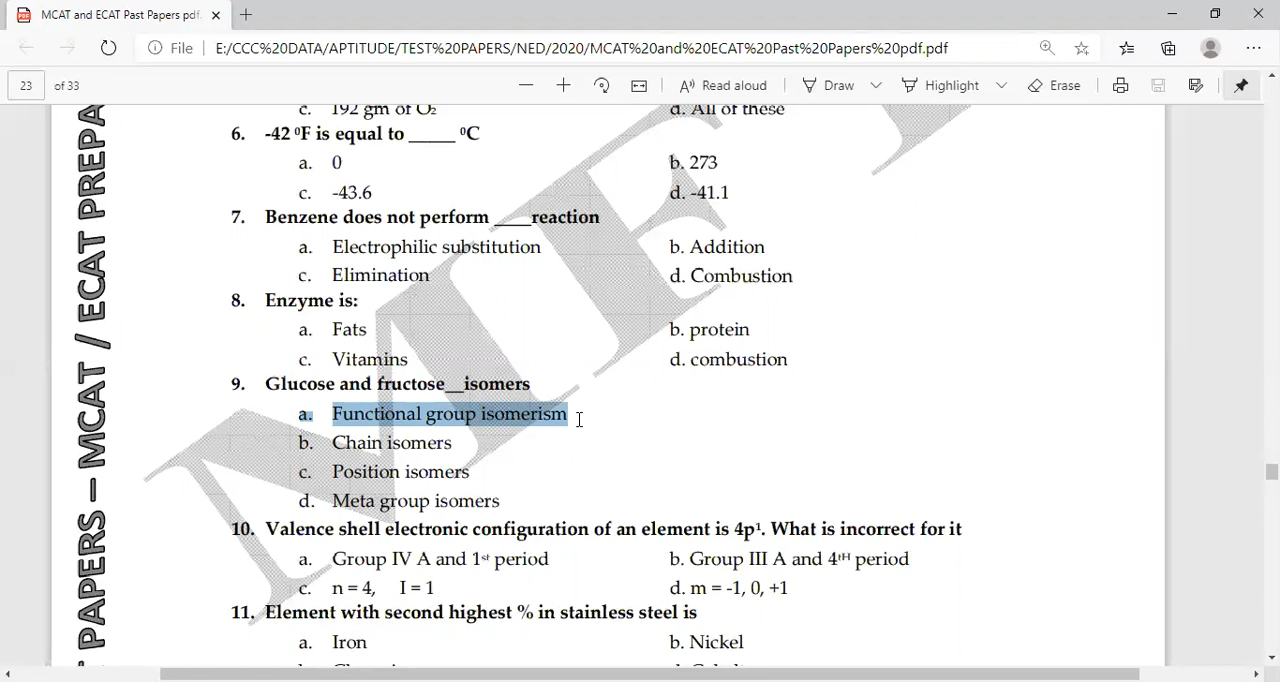 MCAT and ECAT Past Papers pdf.
File E:/CCC%20DATA/APTITUDE/TEST%20PAPERS/NED/2020/MCAT%20and%20ECAT%20Past%20Papers%20pdf.pdf
23 of 33 Read aloud Draw Highlight Erase
c. 192 gm of O₂ d. All of these
6. -42 ⁰F is equal to _____ ⁰C
a. 0 b. 273
c. -43.6 d. -41.1
7. Benzene does not perform ____reaction
a. Electrophilic substitution b. Addition
c. Elimination d. Combustion
8. Enzyme is:
a. Fats b. protein
c. Vitamins d. combustion
9. Glucose and fructose__isomers
a. Functional group isomerism
b. Chain isomers
c. Position isomers
d. Meta group isomers
10. Valence shell electronic configuration of an element is 4p¹. What is incorrect for it
a. Group IV A and 1ˢᵗ period b. Group III A and 4ᵗᴴ period
c. n = 4, I = 1 d. m = -1, 0, +1
11. Element with second highest % in stainless steel is
a. Iron b. Nickel
PAPERS – MCAT / ECAT PREPA